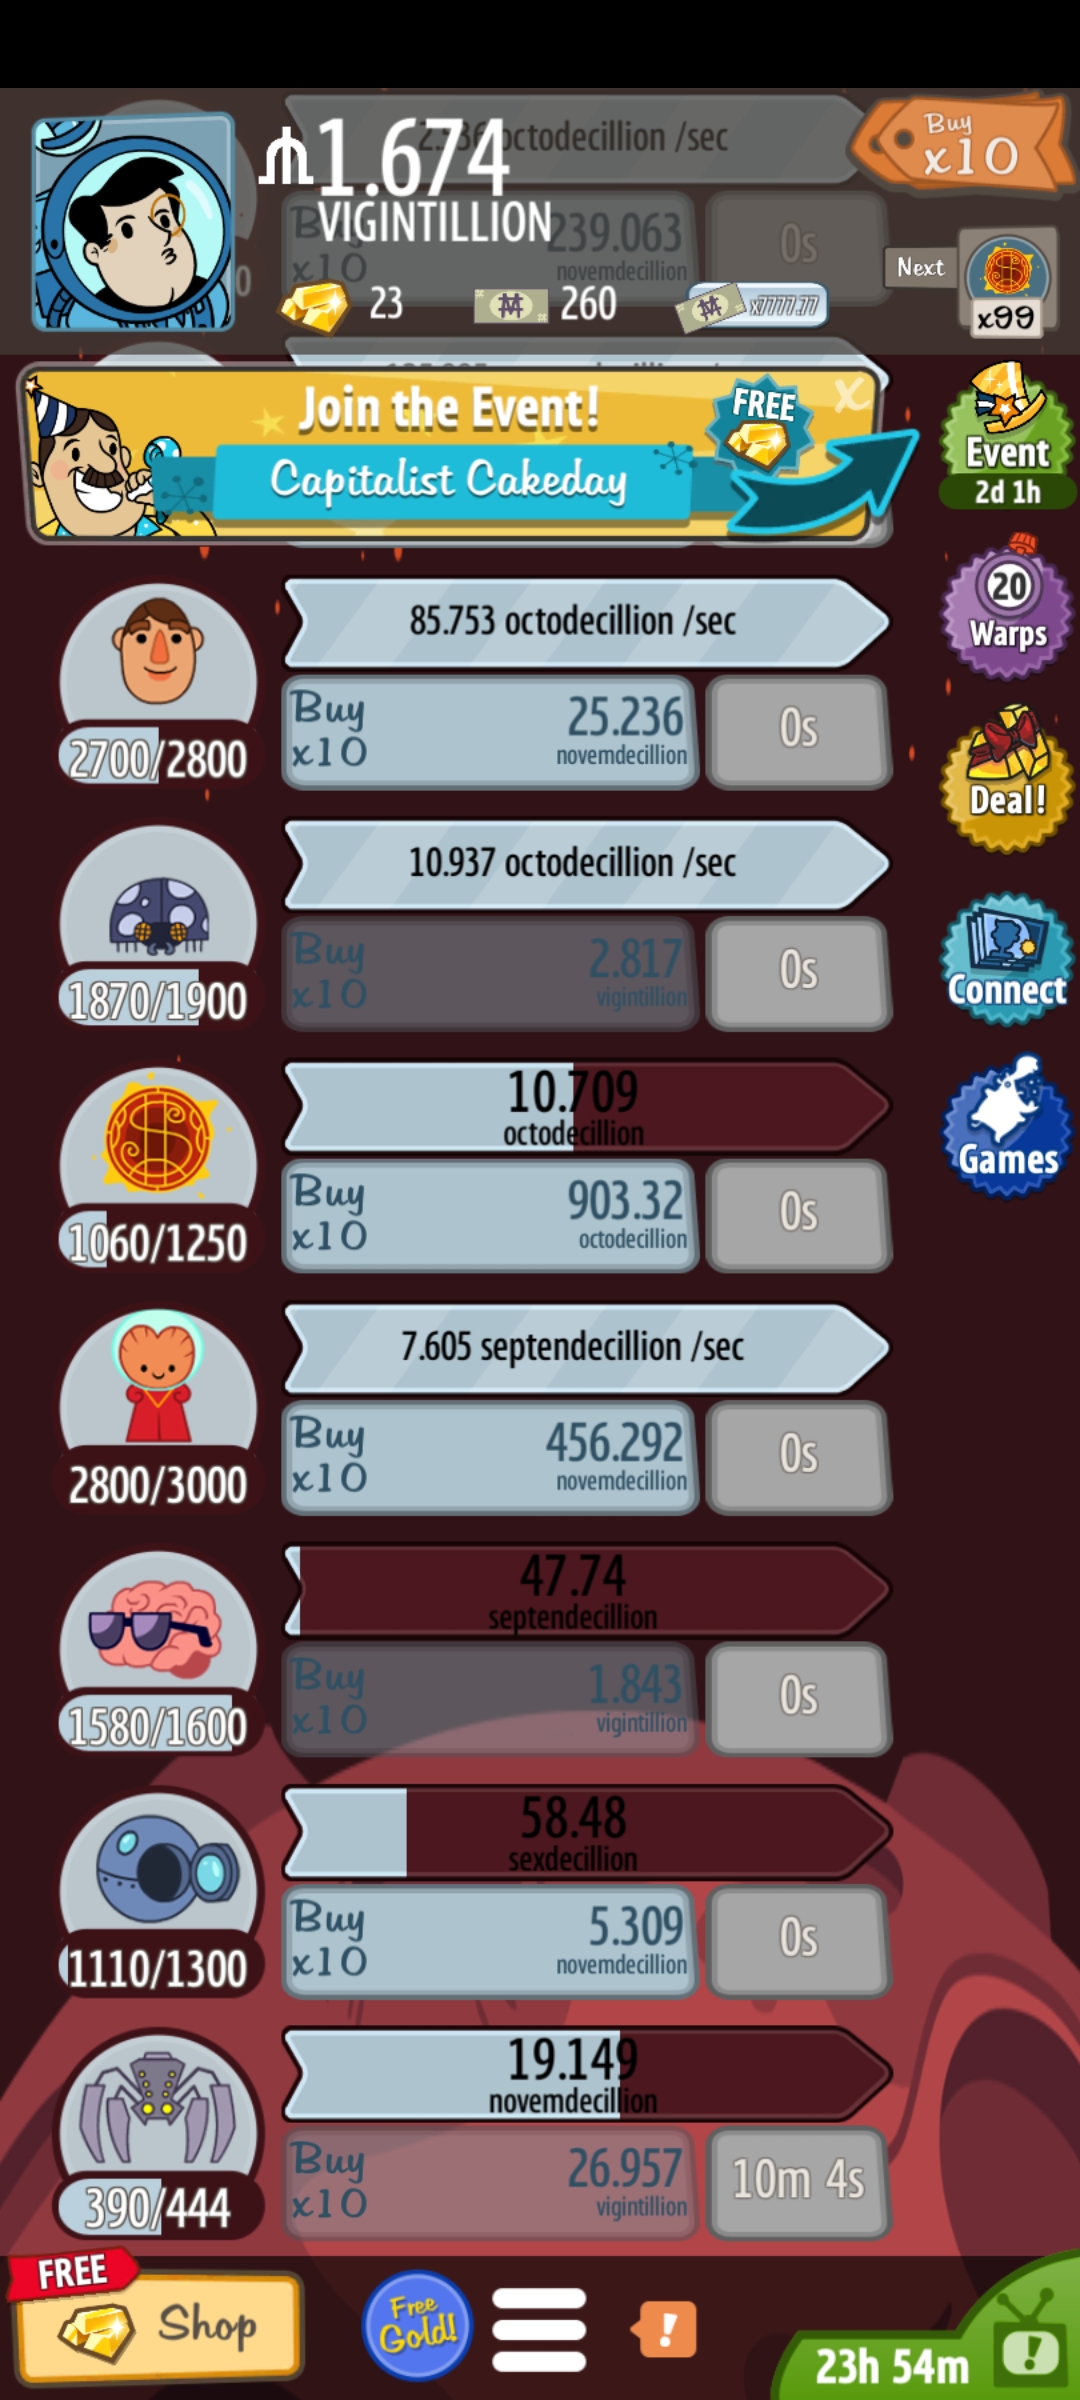 2.936 octodecillion /sec
1.674
VIGINTILLION
Buy
x10
Buy
x10
239.063
novemdecillion
0s
Next
x99
23
260
x7777.77
Join the Event!
FREE
X
Capitalist Cakeday
Event
2d 1h
85.753 octodecillion /sec
20
Warps
2700/2800
Buy
x10
25.236
novemdecillion
0s
Deal!
10.937 octodecillion /sec
1870/1900
Buy
x10
2.817
vigintillion
0s
Connect
10.709
octodecillion
1060/1250
Buy
x10
903.32
octodecillion
0s
Games
7.605 septendecillion /sec
2800/3000
Buy
x10
456.292
novemdecillion
0s
47.74
septendecillion
1580/1600
Buy
x10
1.843
vigintillion
0s
58.48
sexdecillion
1110/1300
Buy
x10
5.309
novemdecillion
0s
19.149
novemdecillion
390/444
Buy
x10
26.957
vigintillion
10m 4s
FREE
Shop
Free
Gold!
!
23h 54m
!